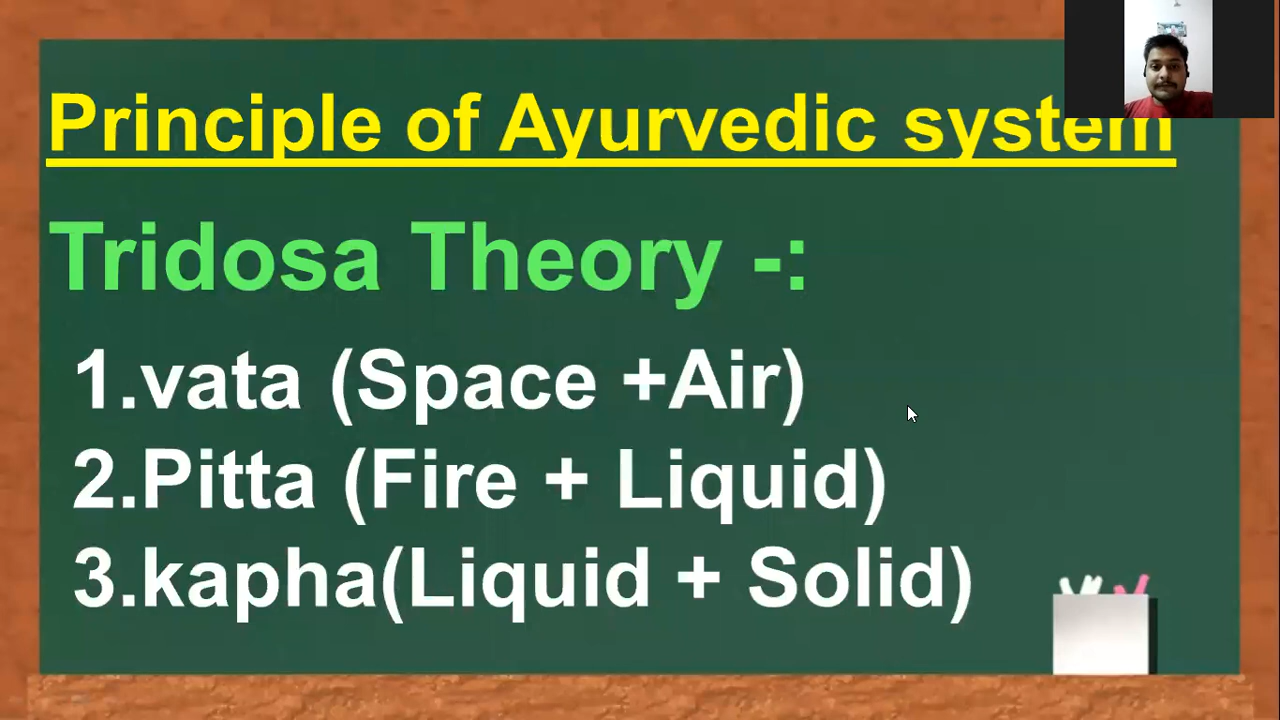 Principle of Ayurvedic system
Tridosa Theory -:
1.vata (Space +Air)
2.Pitta (Fire + Liquid)
3.kapha(Liquid + Solid)